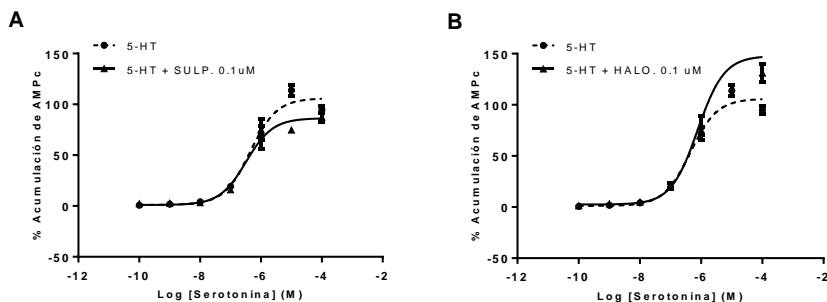 A
B
5-HT
5-HT + SULP. 0.1uM
5-HT
5-HT + HALO. 0.1 uM
% Acumulación de AMPc
150
100
50
0
-50
-12
-10
-8
-6
-4
-2
Log [Serotonina] (M)
% Acumulación de AMPc
150
100
50
0
-50
-12
-10
-8
-6
-4
-2
Log [Serotonina] (M)